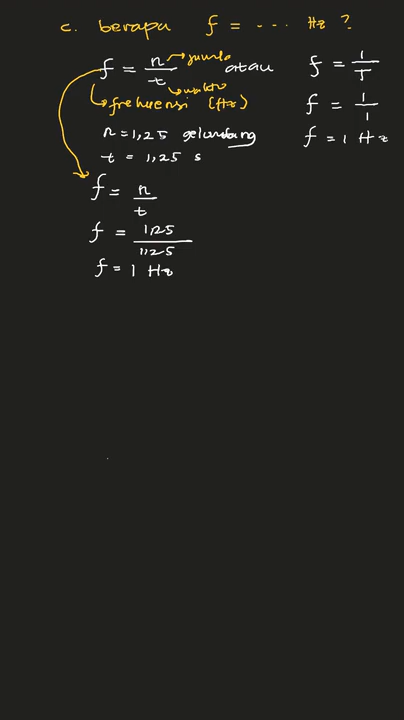 c. berapa f = ... Hz ?
f = n/t atau
jumlah
waktu
frekuensi (Hz)
n = 1,25 gelombang
t = 1,25 s
f = n/t
f = 1,25/1,25
f = 1 Hz
f = 1/T
f = 1/1
f = 1 Hz